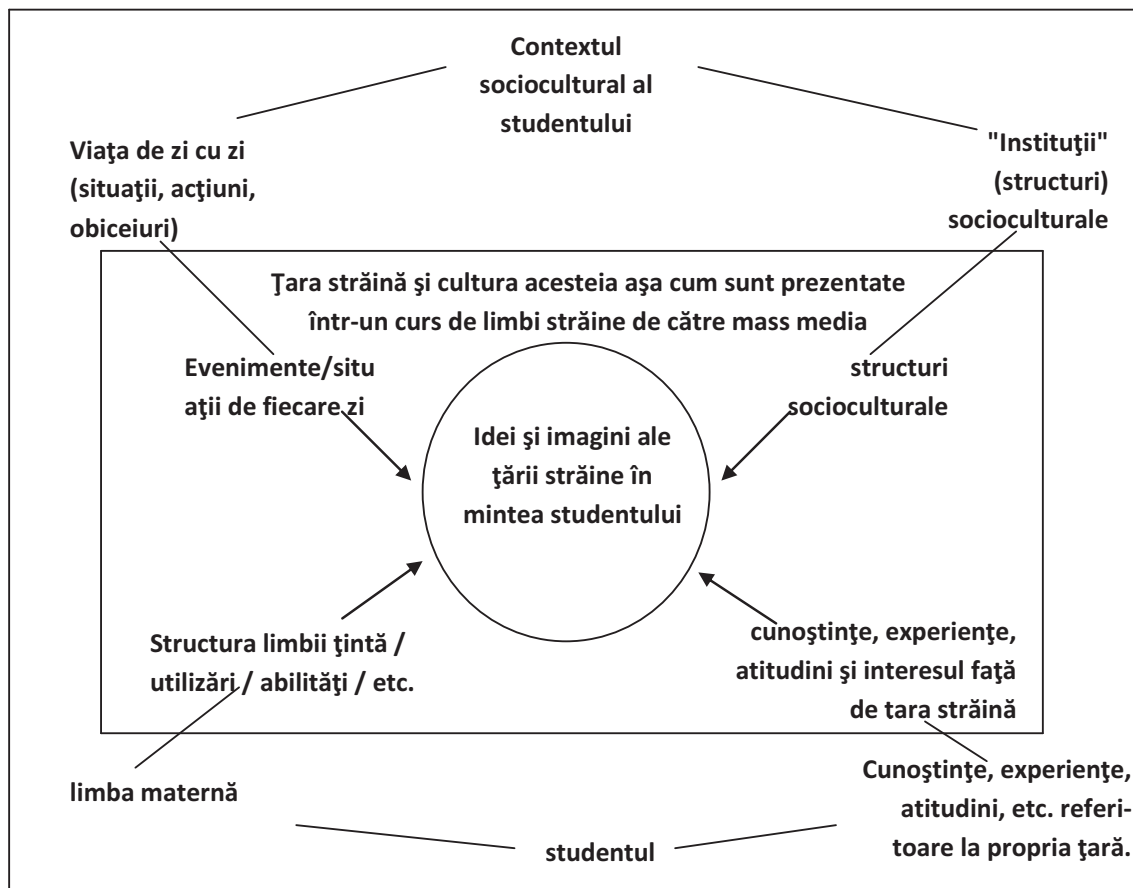 Contextul
sociocultural al
studentului
Viaţa de zi cu zi
(situaţii, acţiuni,
obiceiuri)
"Instituţii"
(structuri)
socioculturale
Ţara străină şi cultura acesteia aşa cum sunt prezentate
într-un curs de limbi străine de către mass media
Evenimente/situ
aţii de fiecare zi
structuri
socioculturale
Idei şi imagini ale
ţării străine în
mintea studentului
Structura limbii ţintă /
utilizări / abilităţi / etc.
cunoştinţe, experienţe,
atitudini şi interesul faţă
de tara străină
limba maternă
Cunoştinţe, experienţe,
atitudini, etc. referi-
toare la propria ţară.
studentul